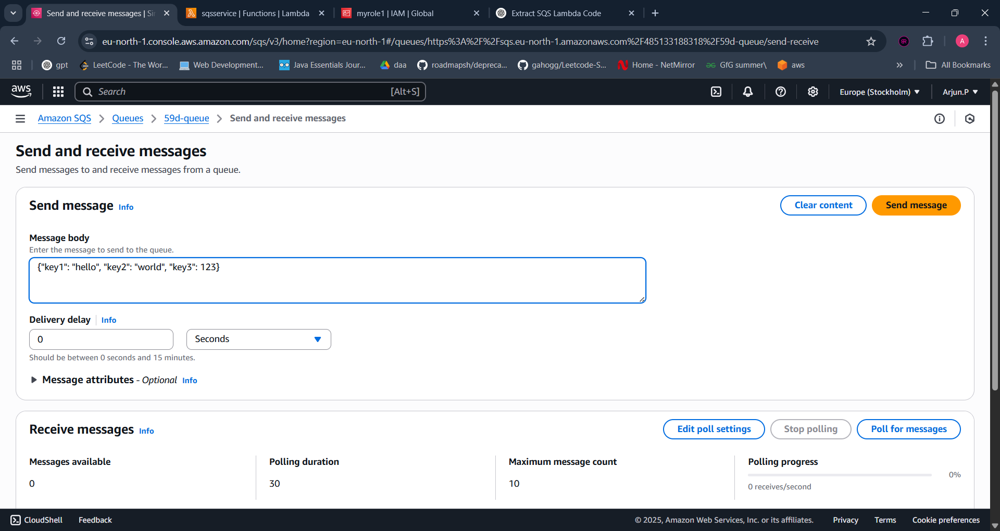 Send and receive messages | Sir
sqsservice | Functions | Lambda
myrole1 | IAM | Global
Extract SQS Lambda Code
eu-north-1.console.aws.amazon.com/sqs/v3/home?region=eu-north-1#/queues/https%3A%2F%2Fsqs.eu-north-1.amazonaws.com%2F485133188318%2F59d-queue/send-receive
A
gpt
LeetCode - The Wor...
Web Development...
Java Essentials Jour...
daa
roadmapsh/depreca...
gahogg/Leetcode-S...
Home - NetMirror
GfG summer\
aws
All Bookmarks
aws
Search
[Alt+S]
Europe (Stockholm)
Arjun.P
Amazon SQS
Queues
59d-queue
Send and receive messages
Send and receive messages
Send messages to and receive messages from a queue.
Send message Info
Clear content
Send message
Message body
Enter the message to send to the queue.
{"key1": "hello", "key2": "world", "key3": 123}
Delivery delay
Info
0
Seconds
Should be between 0 seconds and 15 minutes.
Message attributes - Optional Info
Receive messages Info
Edit poll settings
Stop polling
Poll for messages
Messages available
0
Polling duration
30
Maximum message count
10
Polling progress
0%
0 receives/second
CloudShell
Feedback
© 2025, Amazon Web Services, Inc. or its affiliates.
Privacy
Terms
Cookie preferences